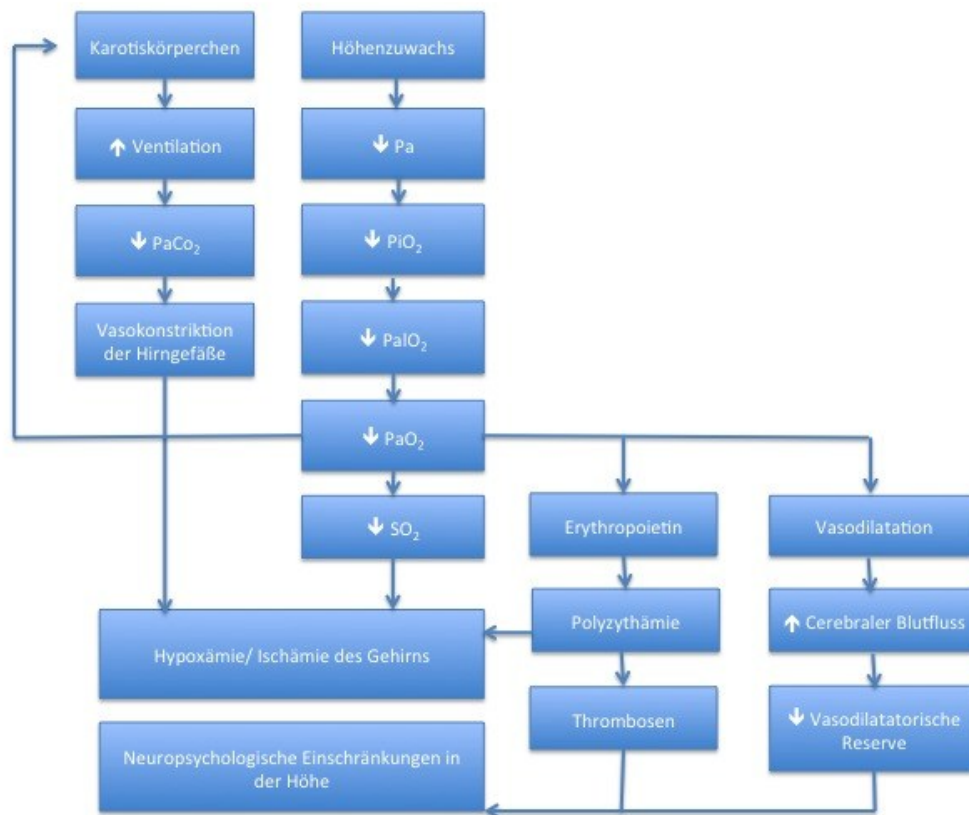 Karotiskörperchen
↑ Ventilation
↓ PaCo₂
Vasokonstriktion
der Hirngefäße
Höhenzuwachs
↓ Pa
↓ PiO₂
↓ PalO₂
↓ PaO₂
↓ SO₂
Hypoxämie/ Ischämie des Gehirns
Neuropsychologische Einschränkungen in
der Höhe
Erythropoietin
Polyzythämie
Thrombosen
Vasodilatation
↑ Cerebraler Blutfluss
↓ Vasodilatatorische
Reserve